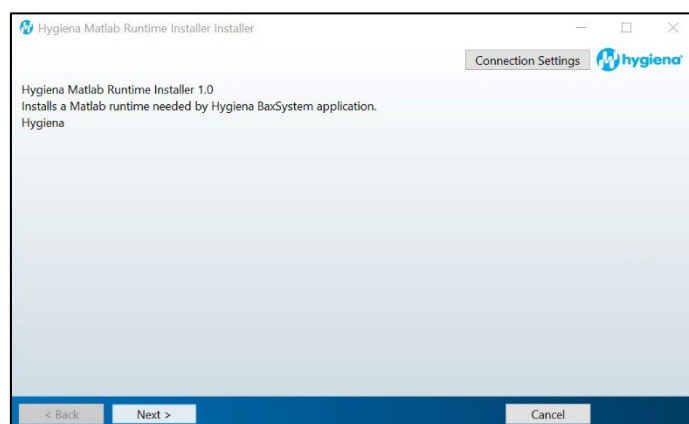 Hygiena Matlab Runtime Installer Installer
Connection Settings
hygiena
Hygiena Matlab Runtime Installer 1.0
Installs a Matlab runtime needed by Hygiena BaxSystem application.
Hygiena
< Back
Next >
Cancel